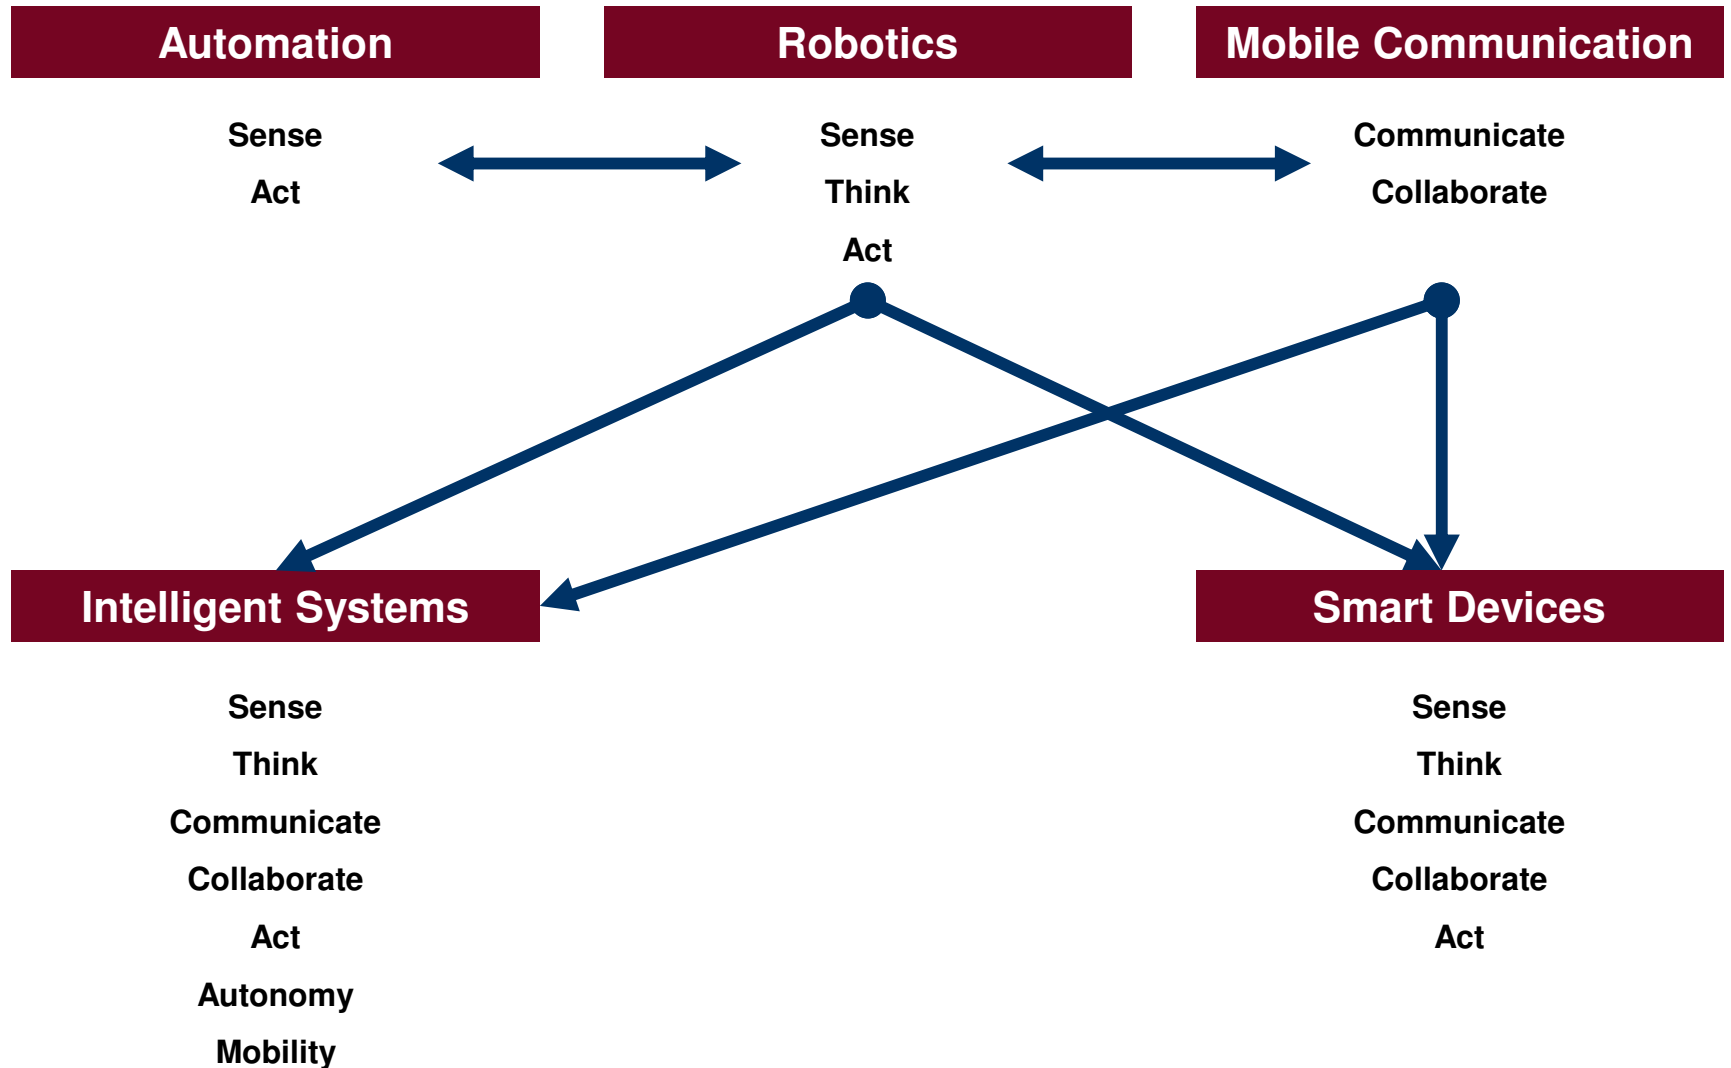 Automation
Robotics
Mobile Communication
Sense
Act
Sense
Think
Act
Communicate
Collaborate
Intelligent Systems
Smart Devices
Sense
Think
Communicate
Collaborate
Act
Autonomy
Mobility
Sense
Think
Communicate
Collaborate
Act